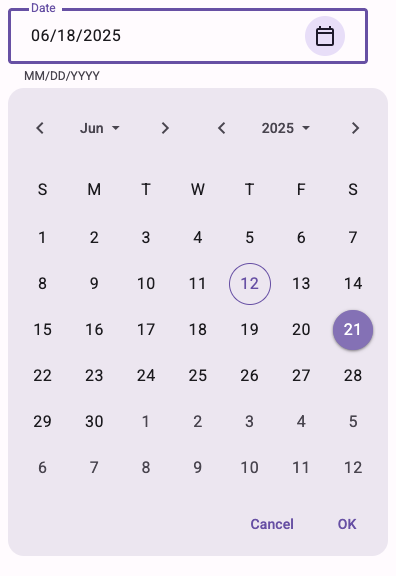 Date
06/18/2025
MM/DD/YYYY
Jun 2025
S M T W T F S
1 2 3 4 5 6 7
8 9 10 11 12 13 14
15 16 17 18 19 20 21
22 23 24 25 26 27 28
29 30 1 2 3 4 5
6 7 8 9 10 11 12
Cancel OK